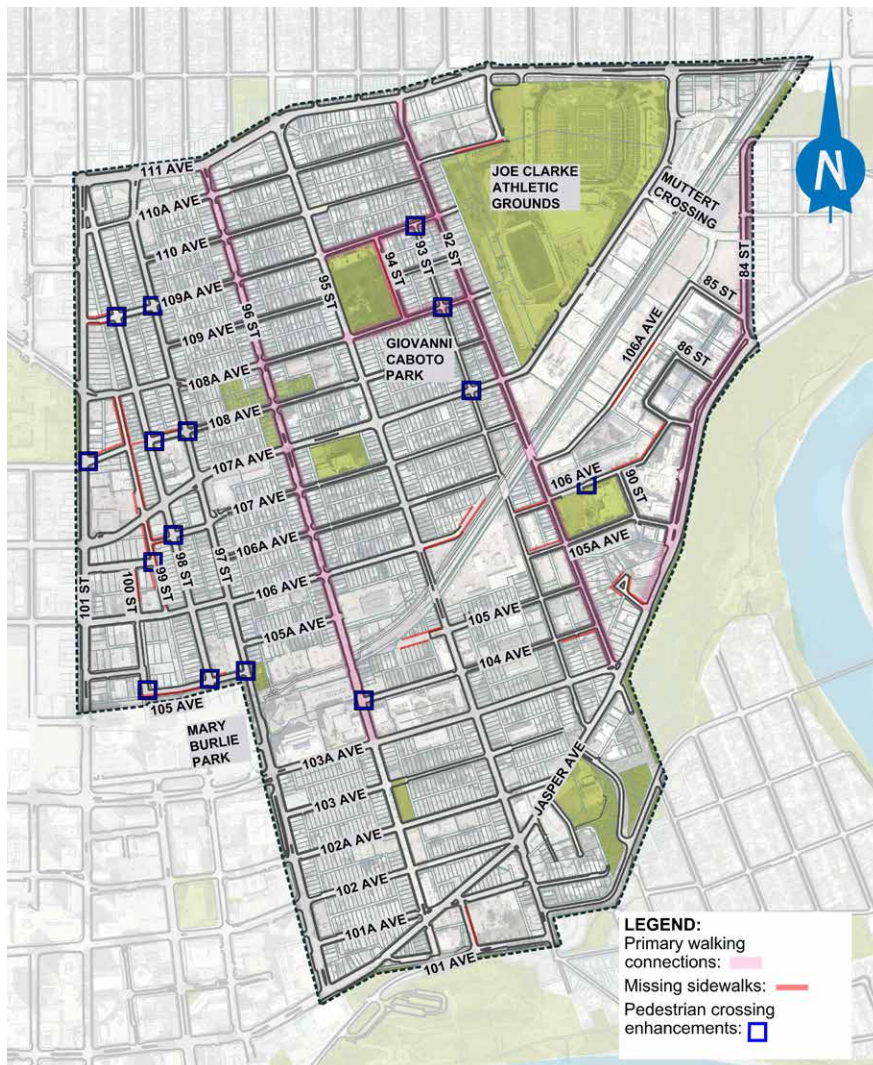 111 AVE
110A AVE
110 AVE
109A AVE
109 AVE
108A AVE
108 AVE
107A AVE
107 AVE
106A AVE
106 AVE
105A AVE
105 AVE
101 ST
100 ST
99 ST
98 ST
97 ST
96 ST
95 ST
94 ST
93 ST
92 ST
JOE CLARKE
ATHLETIC
GROUNDS
MUTTERT
CROSSING
N
84 ST
85 ST
86 ST
106A AVE
GIOVANNI
CABOTO
PARK
106 AVE
90 ST
105A AVE
105 AVE
104 AVE
MARY
BURLIE
PARK
103A AVE
103 AVE
102A AVE
102 AVE
101A AVE
101 AVE
JASPER AVE
LEGEND:
Primary walking
connections:
Missing sidewalks:
Pedestrian crossing
enhancements: